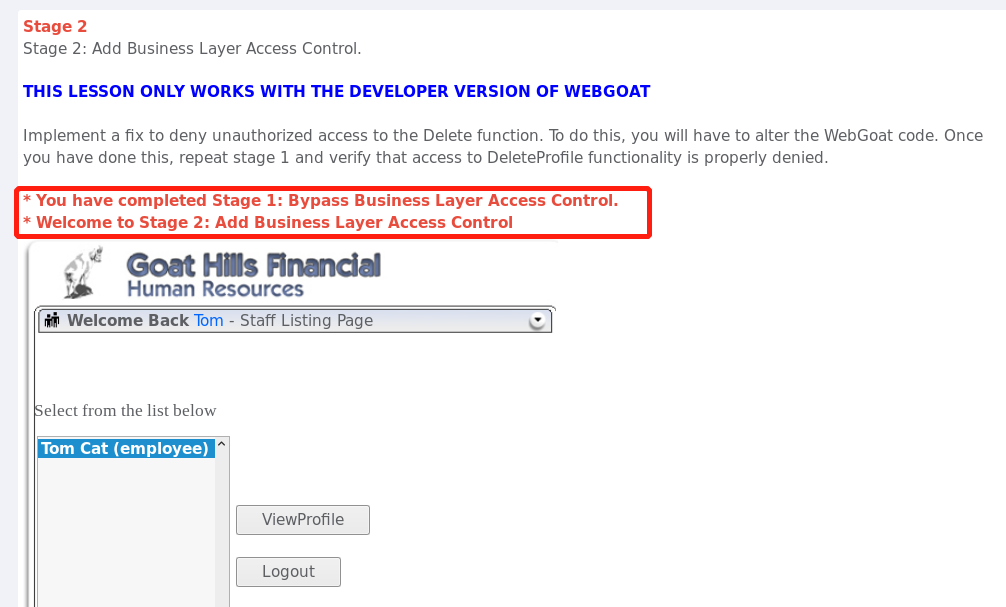 Stage 2
Stage 2: Add Business Layer Access Control.
THIS LESSON ONLY WORKS WITH THE DEVELOPER VERSION OF WEBGOAT
Implement a fix to deny unauthorized access to the Delete function. To do this, you will have to alter the WebGoat code. Once
you have done this, repeat stage 1 and verify that access to DeleteProfile functionality is properly denied.
* You have completed Stage 1: Bypass Business Layer Access Control.
* Welcome to Stage 2: Add Business Layer Access Control
Goat Hills Financial
Human Resources
Welcome Back Tom - Staff Listing Page
Select from the list below
Tom Cat (employee)
ViewProfile
Logout